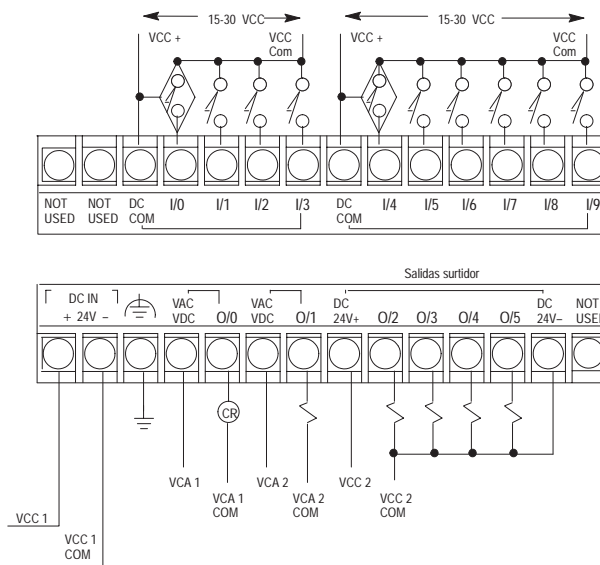 15-30 VCC 15-30 VCC
VCC + VCC Com VCC + VCC Com
NOT USED NOT USED DC COM I/0 I/1 I/2 I/3 DC COM I/4 I/5 I/6 I/7 I/8 I/9
Salidas surtidor
DC IN
+ 24V – VAC VDC O/0 VAC VDC O/1 DC 24V+ O/2 O/3 O/4 O/5 DC 24V– NOT USED
CR
VCA 1 VCA 1 COM VCA 2 VCA 2 COM VCC 2 VCC 2 COM
VCC 1
VCC 1 COM